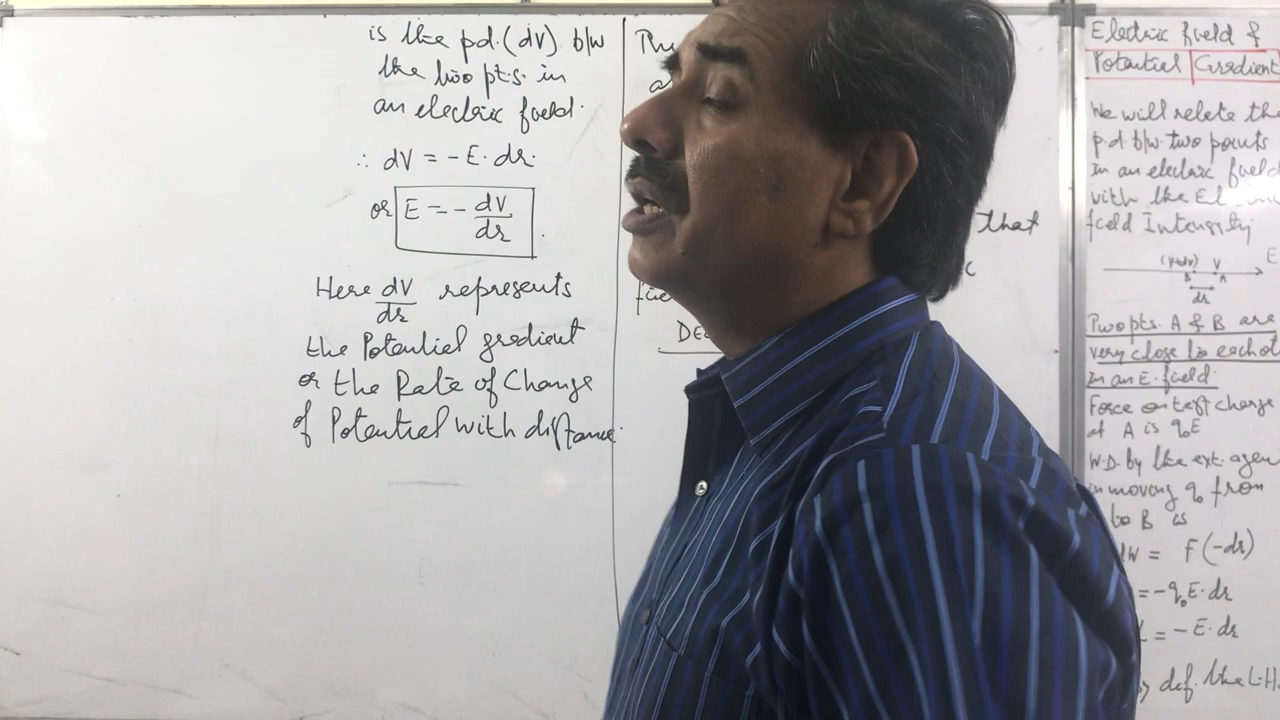 is the pd. (dV) b/w
the two pts. in
an electric field.
∴ dV = -E. dr.
or E = - dV/dr.
Here dV/dr represents
the Potential gradient
or the Rate of Change
of Potential with distance.
that
Electric field &
Potential Gradient
We will relate the
p.d. b/w. two points
in an electric field
with the
field Intensity
(V+dV) V E
B A
dr
Two pts. A & B are
very close to
in an E. field.
Force on test charge
at A is q₀E
W.D. by the ext. agen
in moving q₀ from
to B is
dW = F(-dr)
= -q₀E. dr
= - E. dr
def. the L.H.